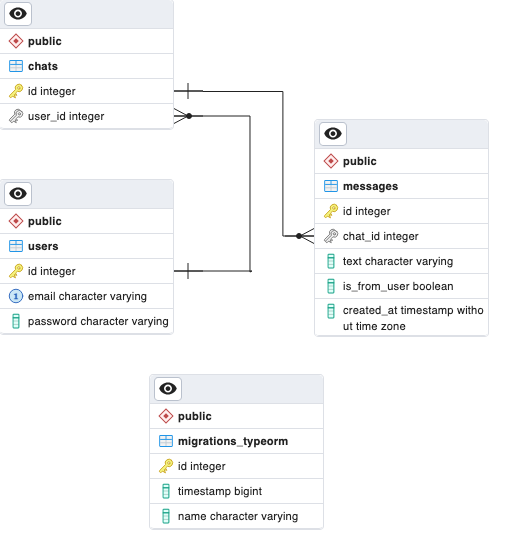 public
chats
id integer
user_id integer
public
users
id integer
1 email character varying
password character varying
public
messages
id integer
chat_id integer
text character varying
is_from_user boolean
created_at timestamp witho
ut time zone
public
migrations_typeorm
id integer
timestamp bigint
name character varying